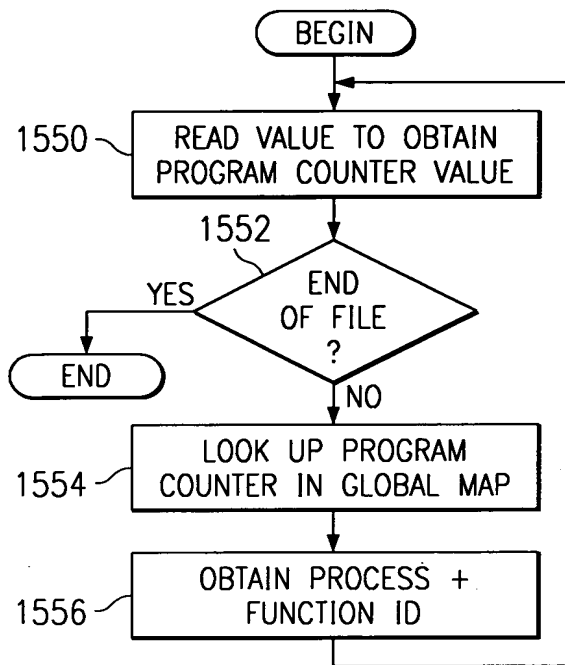 BEGIN
1550
READ VALUE TO OBTAIN
PROGRAM COUNTER VALUE
1552
YES
END
OF FILE
?
END
NO
1554
LOOK UP PROGRAM
COUNTER IN GLOBAL MAP
1556
OBTAIN PROCESS +
FUNCTION ID